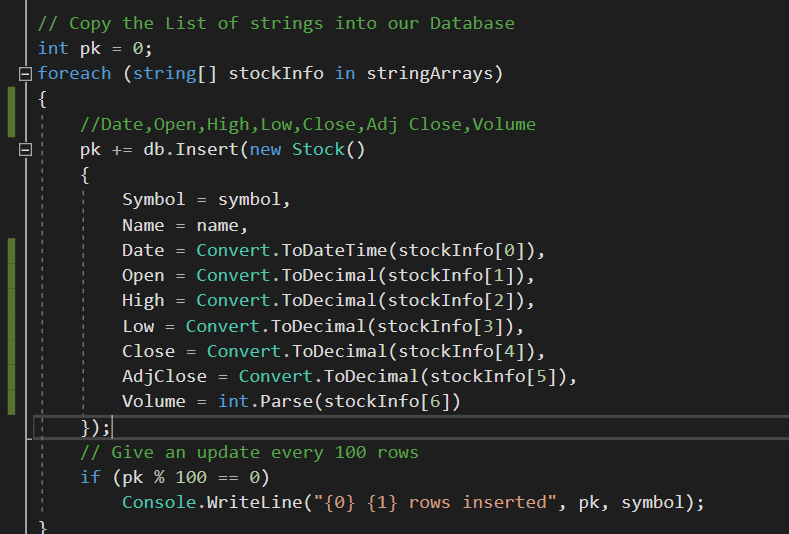 // Copy the List of strings into our Database
int pk = 0;
foreach (string[] stockInfo in stringArrays)
{
    //Date,Open,High,Low,Close,Adj Close,Volume
    pk += db.Insert(new Stock()
    {
        Symbol = symbol,
        Name = name,
        Date = Convert.ToDateTime(stockInfo[0]),
        Open = Convert.ToDecimal(stockInfo[1]),
        High = Convert.ToDecimal(stockInfo[2]),
        Low = Convert.ToDecimal(stockInfo[3]),
        Close = Convert.ToDecimal(stockInfo[4]),
        AdjClose = Convert.ToDecimal(stockInfo[5]),
        Volume = int.Parse(stockInfo[6])
    });
    // Give an update every 100 rows
    if (pk % 100 == 0)
        Console.WriteLine("{0} {1} rows inserted", pk, symbol);
}